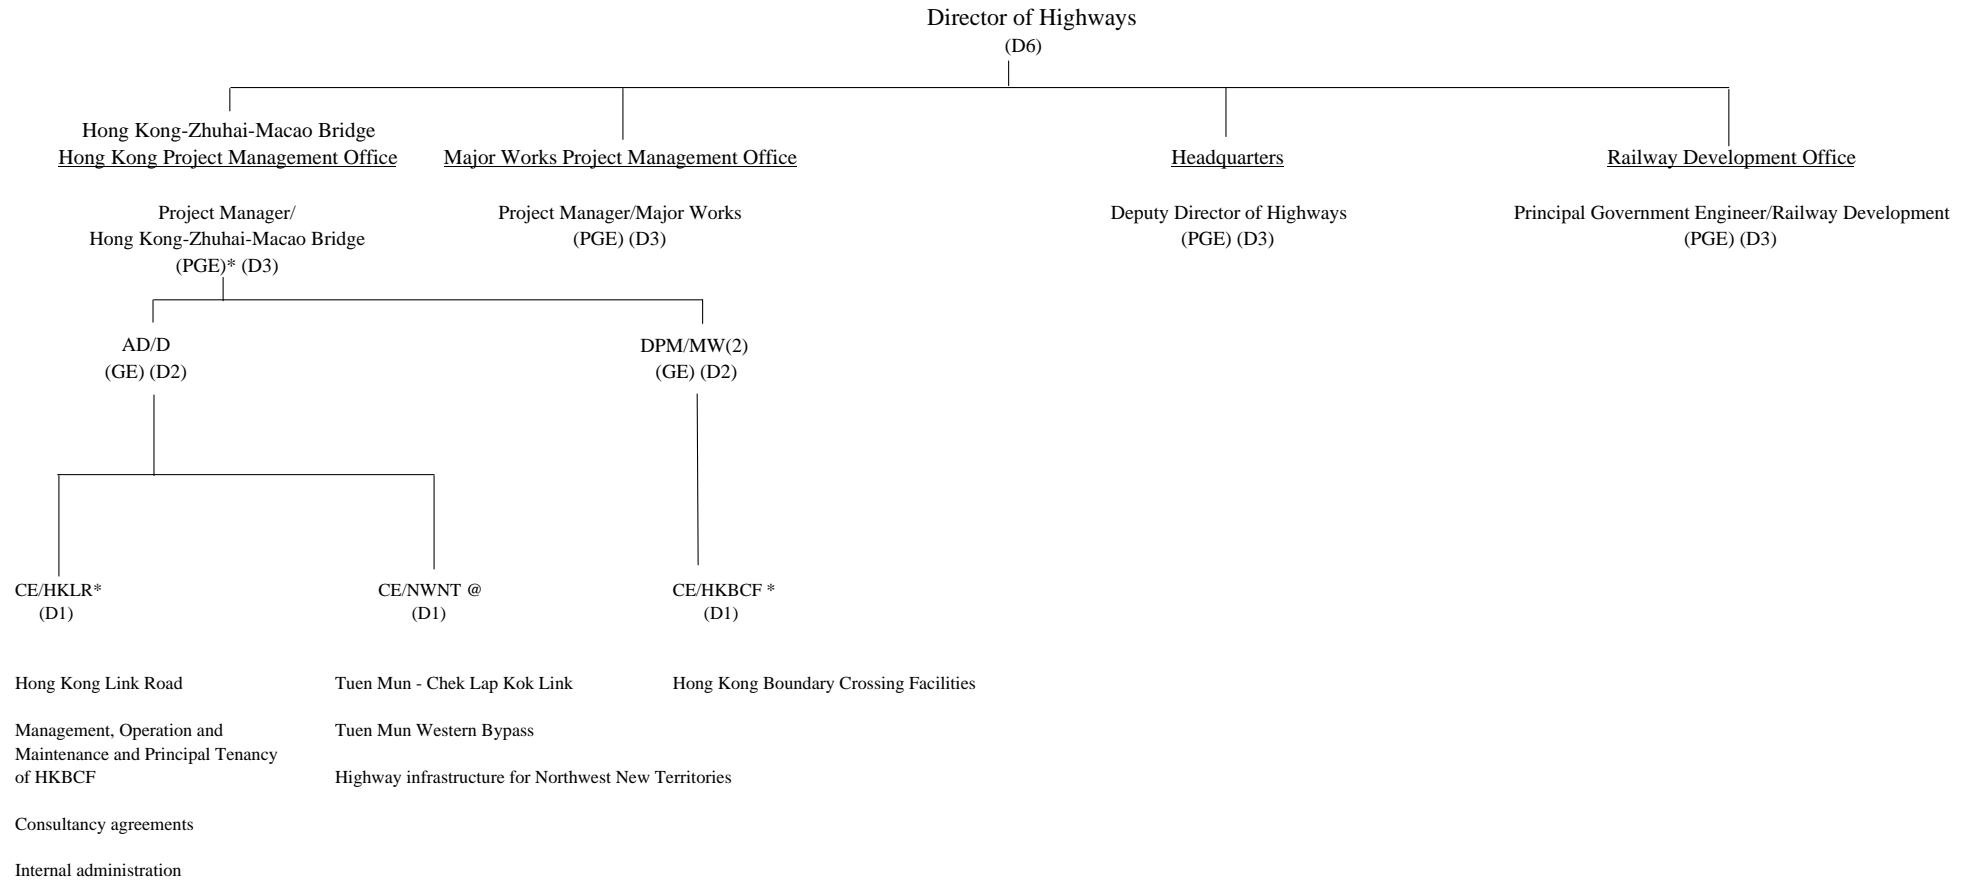 Director of Highways
(D6)
Hong Kong-Zhuhai-Macao Bridge
Hong Kong Project Management Office
Major Works Project Management Office
Headquarters
Railway Development Office
Project Manager/
Hong Kong-Zhuhai-Macao Bridge
(PGE)* (D3)
Project Manager/Major Works
(PGE) (D3)
Deputy Director of Highways
(PGE) (D3)
Principal Government Engineer/Railway Development
(PGE) (D3)
AD/D
(GE) (D2)
DPM/MW(2)
(GE) (D2)
CE/HKLR*
(D1)
CE/NWNT @
(D1)
CE/HKBCF *
(D1)
Hong Kong Link Road
Management, Operation and
Maintenance and Principal Tenancy
of HKBCF
Consultancy agreements
Internal administration
Tuen Mun - Chek Lap Kok Link
Tuen Mun Western Bypass
Highway infrastructure for Northwest New Territories
Hong Kong Boundary Crossing Facilities